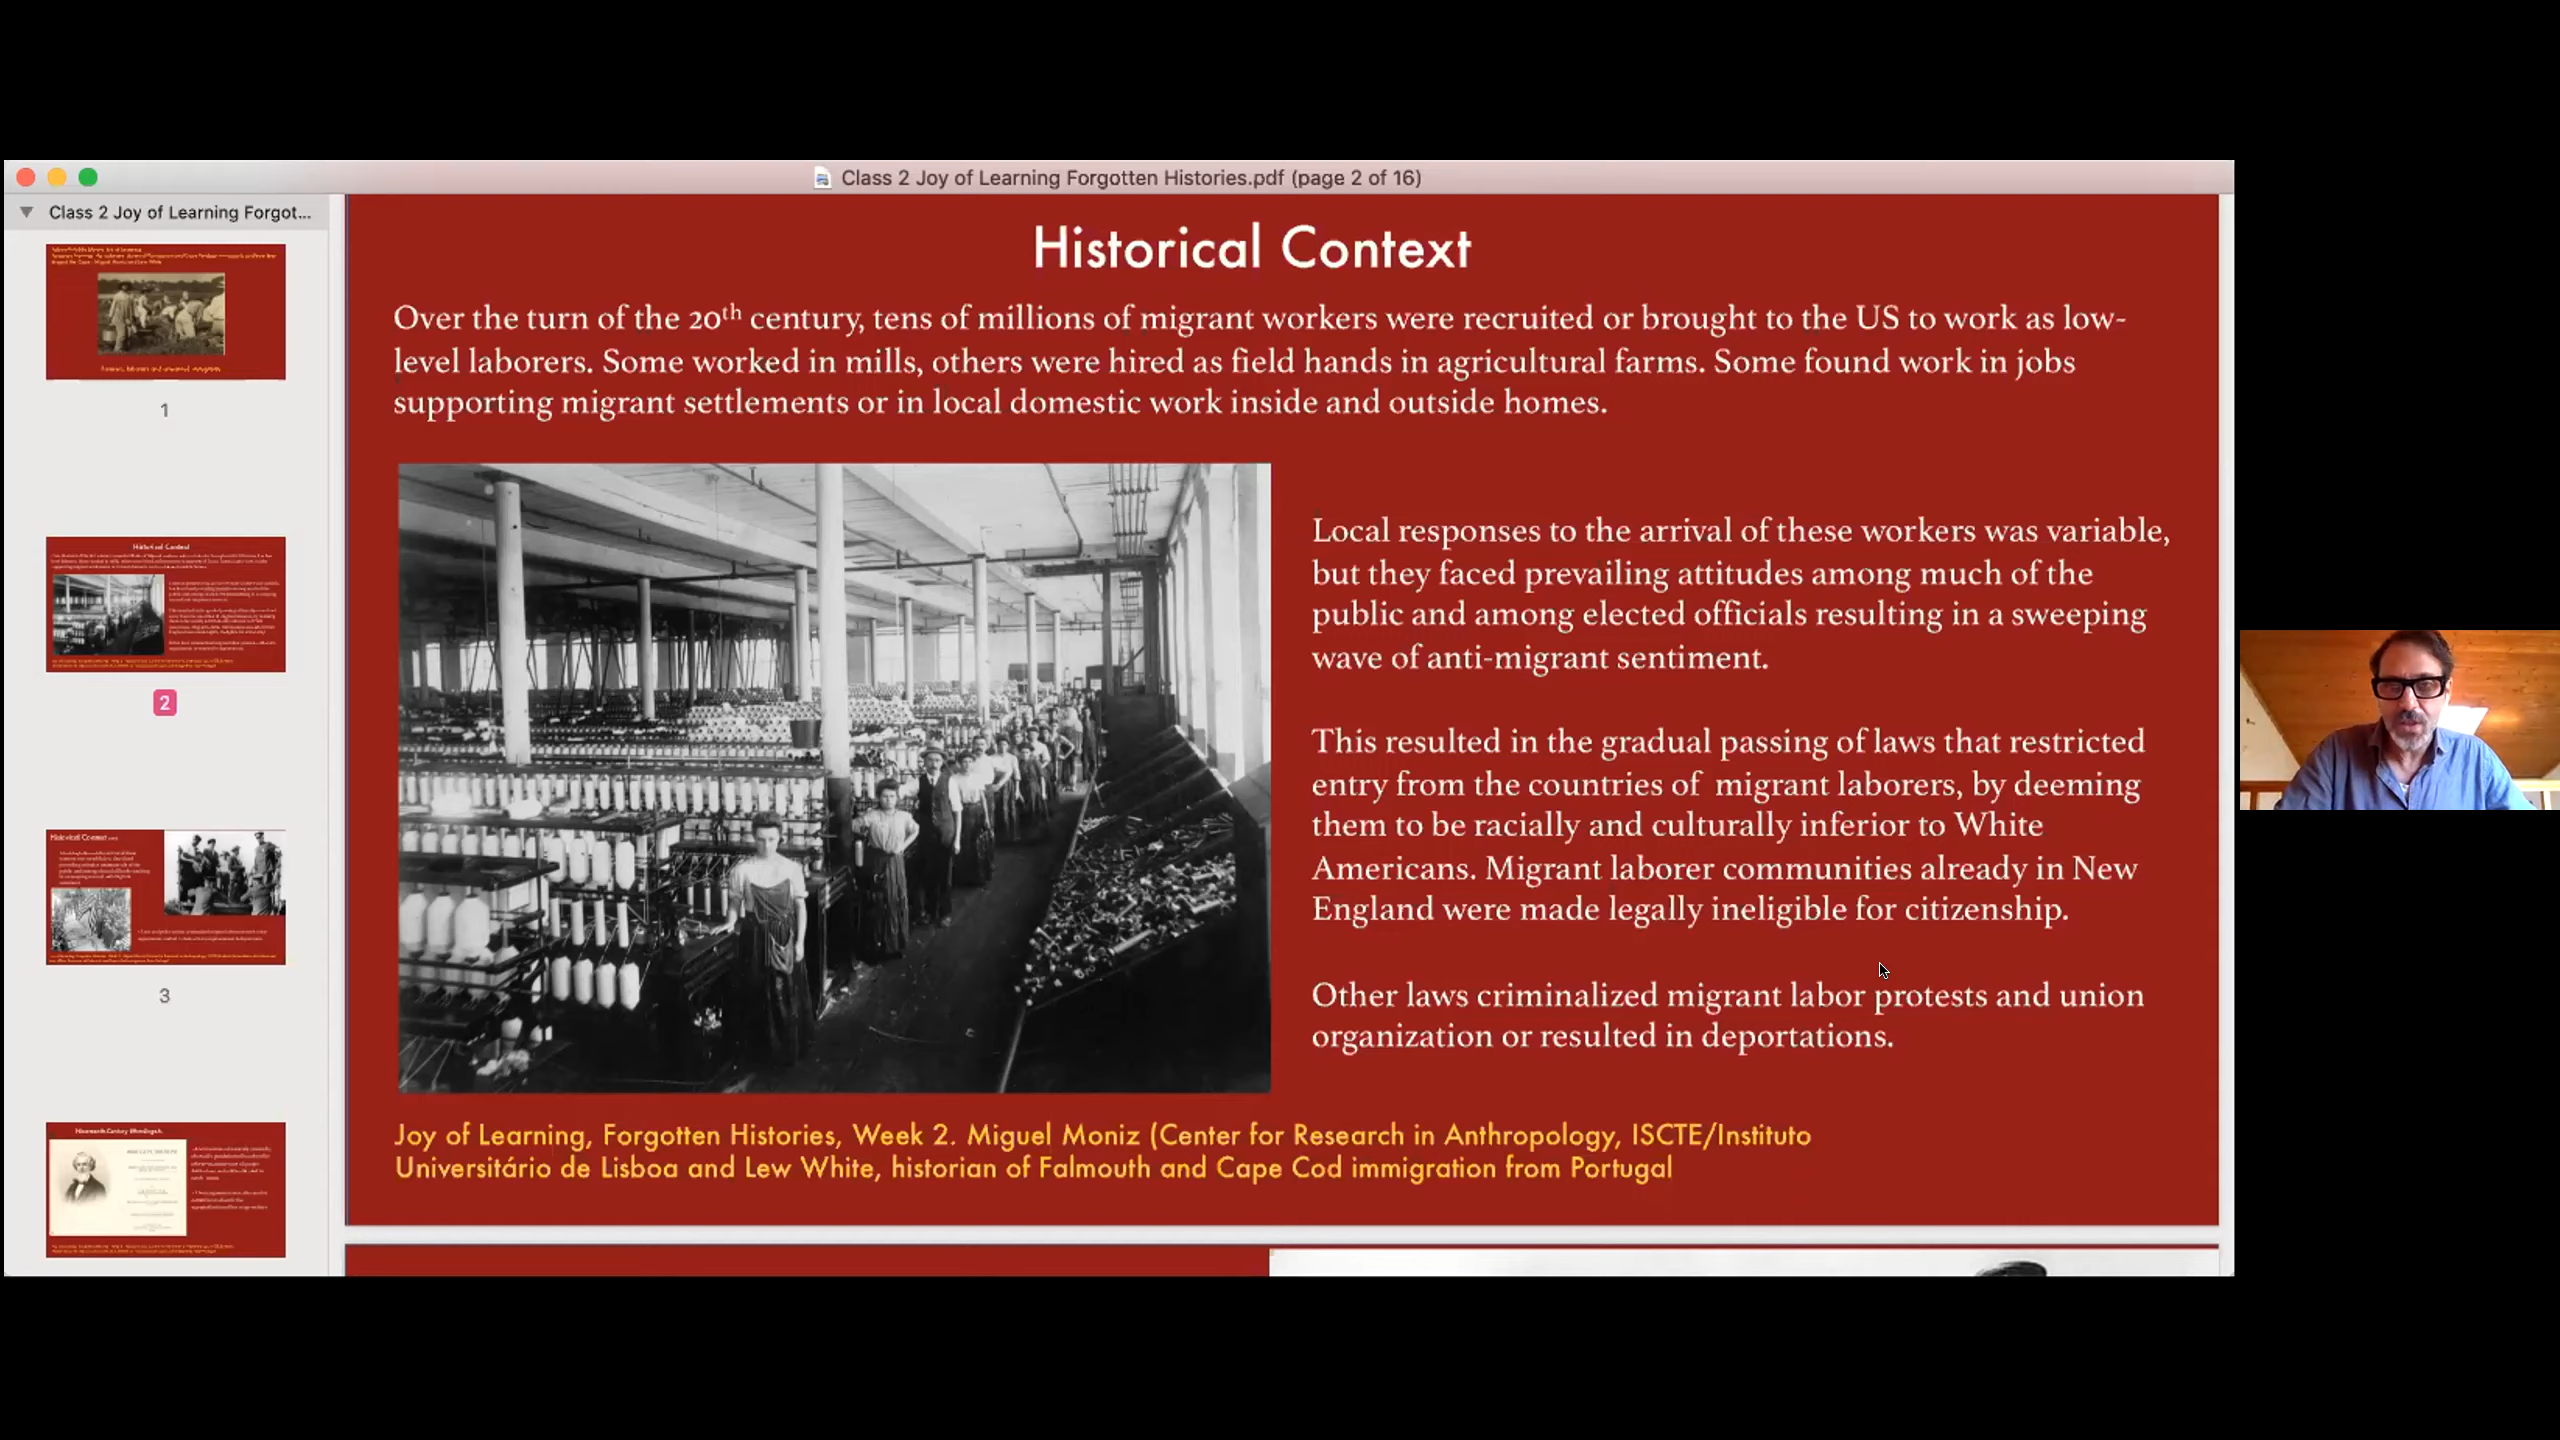 Class 2 Joy of Learning Forgotten Histories.pdf (page 2 of 16)
Class 2 Joy of Learning Forgot...
1
Historical Context
2
3
Historical Context
Over the turn of the 20th century, tens of millions of migrant workers were recruited or brought to the US to work as low-
level laborers. Some worked in mills, others were hired as field hands in agricultural farms. Some found work in jobs
supporting migrant settlements or in local domestic work inside and outside homes.
Local responses to the arrival of these workers was variable,
but they faced prevailing attitudes among much of the
public and among elected officials resulting in a sweeping
wave of anti-migrant sentiment.
This resulted in the gradual passing of laws that restricted
entry from the countries of migrant laborers, by deeming
them to be racially and culturally inferior to White
Americans. Migrant laborer communities already in New
England were made legally ineligible for citizenship.
Other laws criminalized migrant labor protests and union
organization or resulted in deportations.
Joy of Learning, Forgotten Histories, Week 2. Miguel Moniz (Center for Research in Anthropology, ISCTE/Instituto
Universitário de Lisboa and Lew White, historian of Falmouth and Cape Cod immigration from Portugal